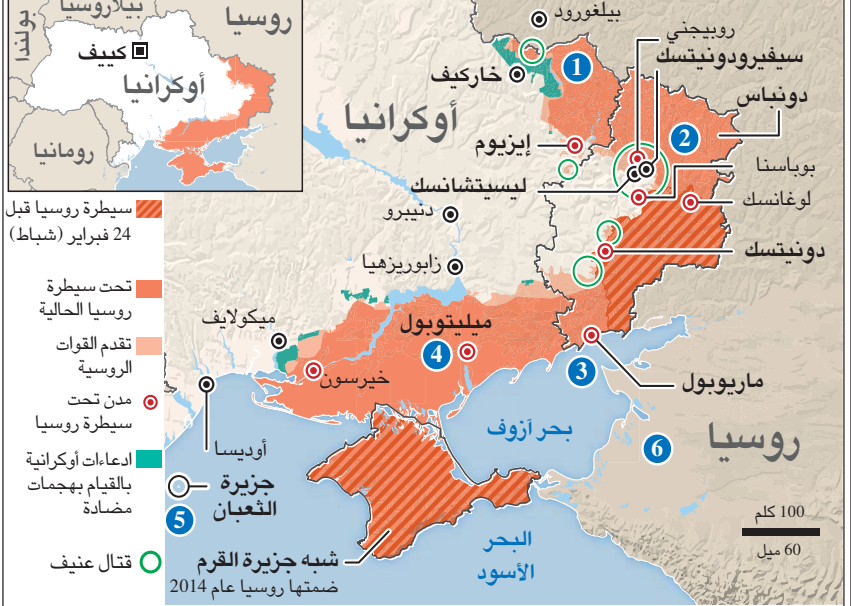 بولندا
بيلاروسيا
روسيا
كييف
أوكرانيا
رومانيا
بيلغورود
روبيجني
سيفيرودونيتسك
دونباس
1
خاركيف
أوكرانيا
2
إيزيوم
بوباسنا
ليسيتشانسك
لوغانسك
دنيبرو
دونيتسك
زابوريزهيا
ميكولايف
ميليتوبول
4
خيرسون
3
ماريوبول
بحر آزوف
روسيا
6
أوديسا
جزيرة
الثعبان
5
البحر
الأسود
شبه جزيرة القرم
ضمتها روسيا عام 2014
100 كلم
60 ميل
سيطرة روسيا قبل
24 فبراير (شباط)
تحت سيطرة
روسيا الحالية
تقدم القوات
الروسية
مدن تحت
سيطرة روسيا
ادعاءات أوكرانية
بالقيام بهجمات
مضادة
قتال عنيف